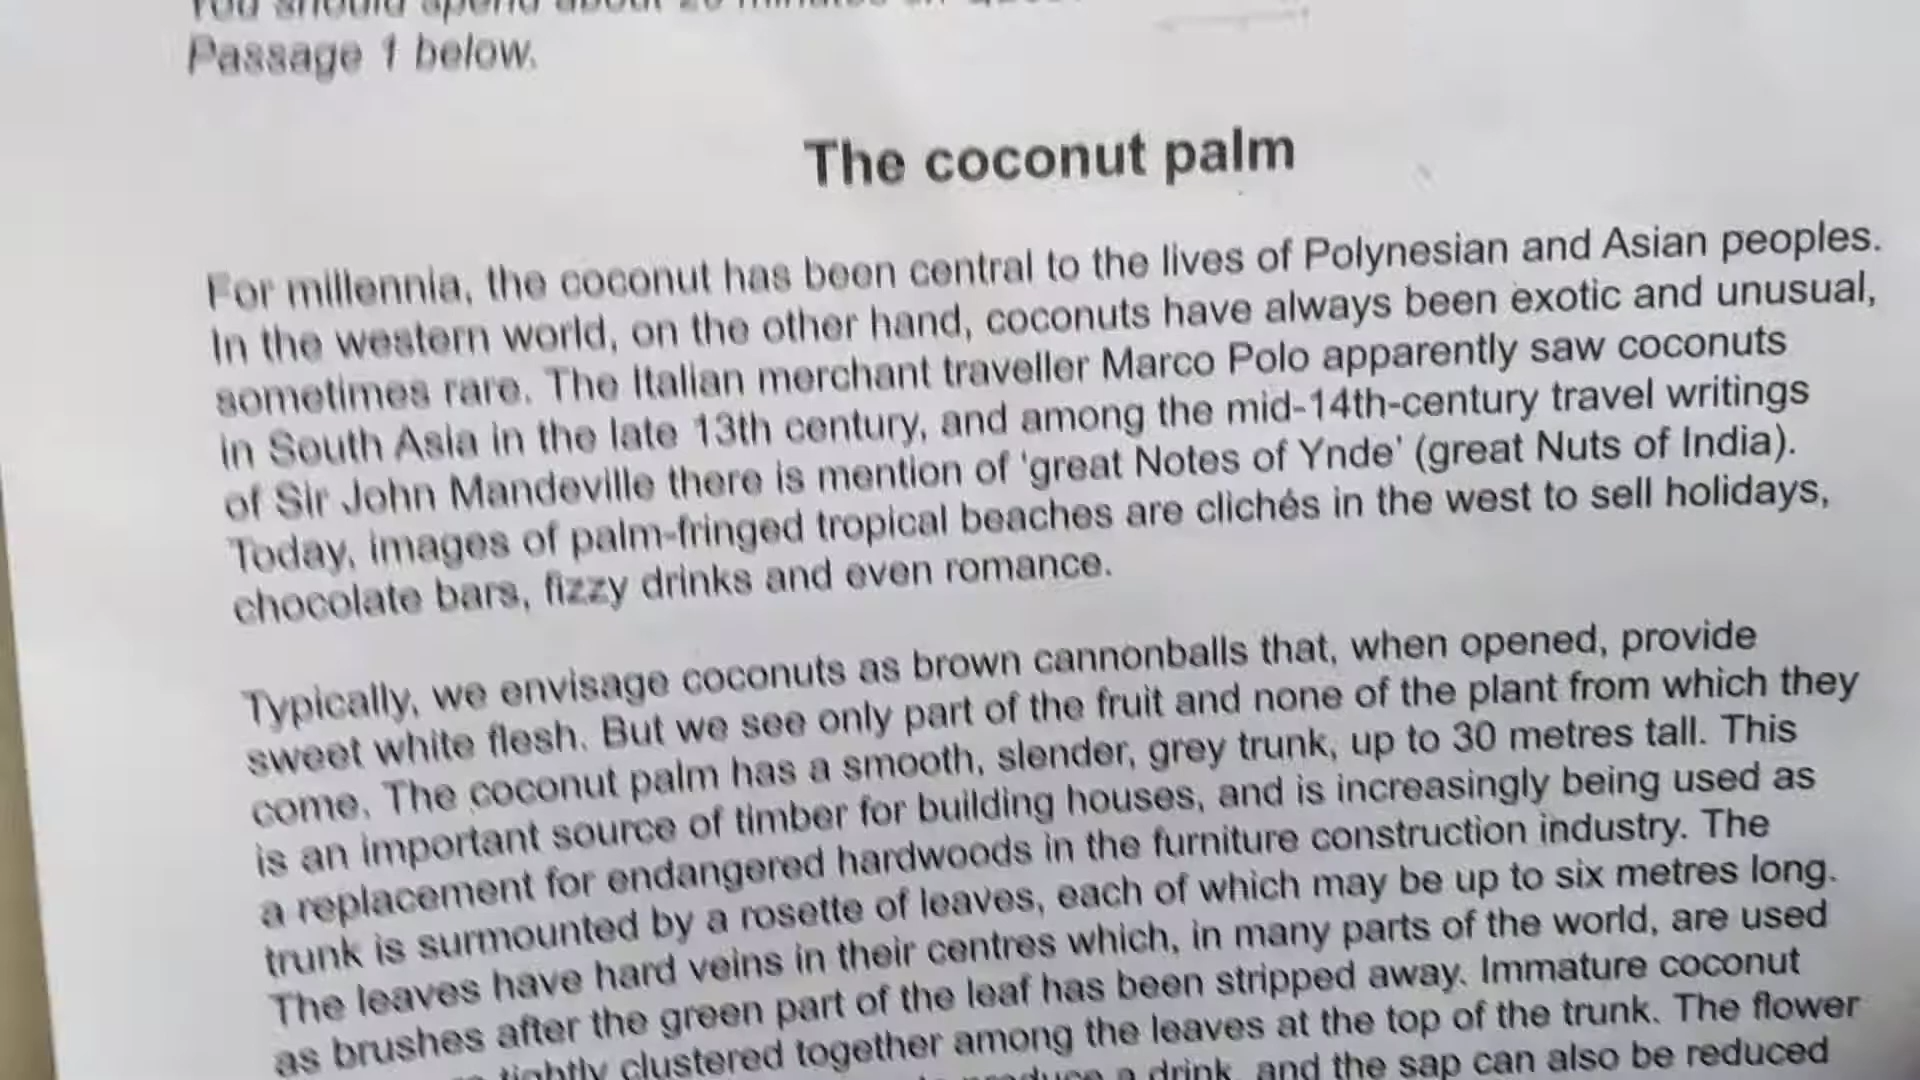 You should spend about 20 minutes on
Passage 1 below.
The coconut palm
For millennia, the coconut has been central to the lives of Polynesian and Asian peoples.
In the western world, on the other hand, coconuts have always been exotic and unusual,
sometimes rare. The Italian merchant traveller Marco Polo apparently saw coconuts
in South Asia in the late 13th century, and among the mid-14th-century travel writings
of Sir John Mandeville there is mention of 'great Notes of Ynde' (great Nuts of India).
Today, images of palm-fringed tropical beaches are clichés in the west to sell holidays,
chocolate bars, fizzy drinks and even romance.
Typically, we envisage coconuts as brown cannonballs that, when opened, provide
sweet white flesh. But we see only part of the fruit and none of the plant from which they
come. The coconut palm has a smooth, slender, grey trunk, up to 30 metres tall. This
is an important source of timber for building houses, and is increasingly being used as
a replacement for endangered hardwoods in the furniture construction industry. The
trunk is surmounted by a rosette of leaves, each of which may be up to six metres long.
The leaves have hard veins in their centres which, in many parts of the world, are used
as brushes after the green part of the leaf has been stripped away. Immature coconut
tightly clustered together among the leaves at the top of the trunk. The flower
produce a drink, and the sap can also be reduced